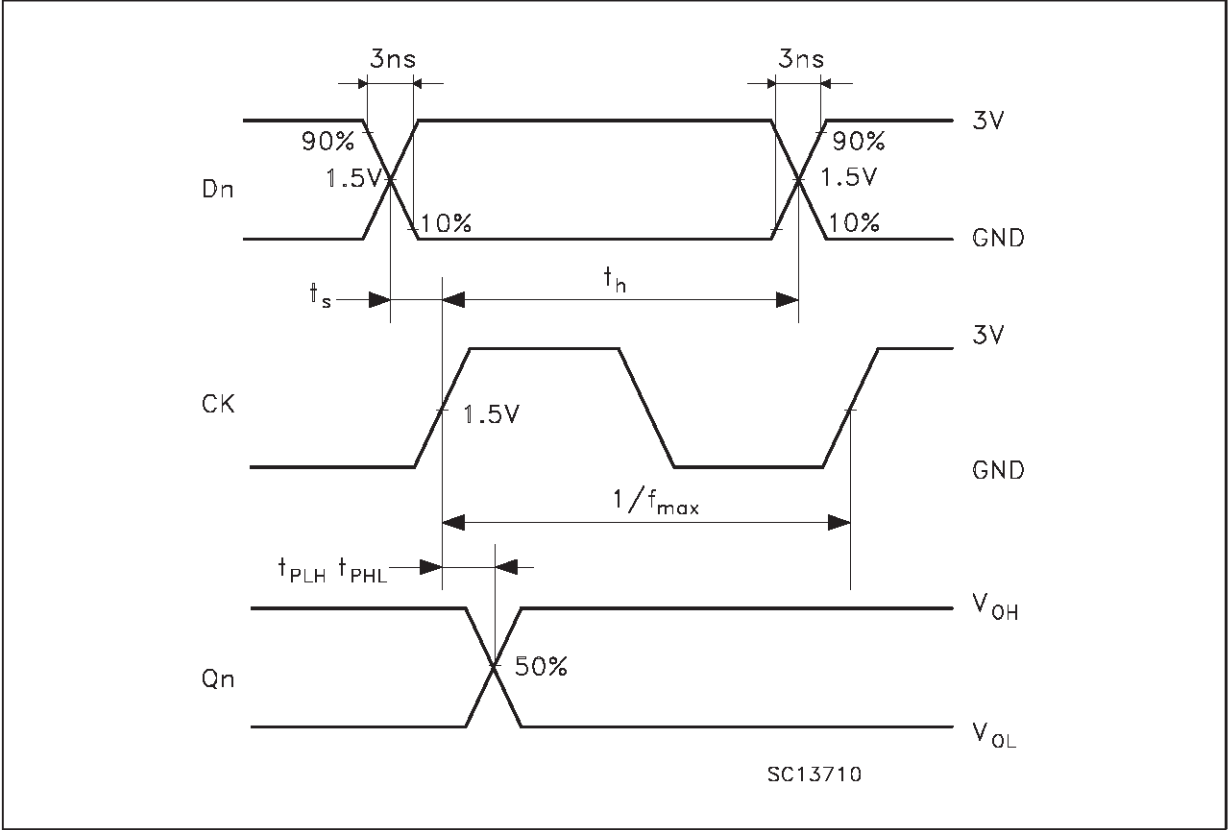 3ns 3ns
3V
90% 90%
1.5V 1.5V
Dn
10% 10%
GND
ts th
3V
CK
1.5V
GND
1/fmax
tPLH tPHL
VOH
50%
Qn
VOL
SC13710